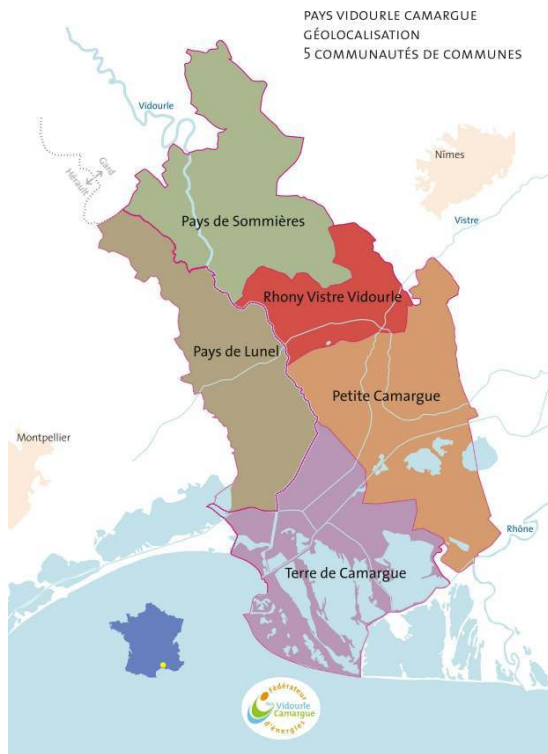 PAYS VIDOURLE CAMARGUE
GÉOLOCALISATION
5 COMMUNAUTÉS DE COMMUNES
Vidourle
Nîmes
Gard
Hérault
Vistre
Pays de Sommières
Rhony Vistre Vidourle
Pays de Lunel
Petite Camargue
Montpellier
Rhône
Terre de Camargue
Fédérateur
Pays Vidourle
Camargue
d'énergies